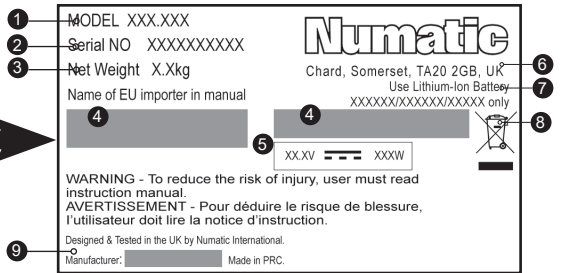 1 MODEL XXX.XXX
2 Serial NO XXXXXXXXXX
3 Net Weight X.Xkg
Name of EU importer in manual
4
Numatic
Chard, Somerset, TA20 2GB, UK 6
Use Lithium-Ion Battery 7
XXXXXX/XXXXXX/XXXXX only
4
8
5 XX.XV XXXW
WARNING - To reduce the risk of injury, user must read
instruction manual.
AVERTISSEMENT - Pour déduire le risque de blessure,
l'utilisateur doit lire la notice d'instruction.
Designed & Tested in the UK by Numatic International.
9 Manufacturer: Made in PRC.